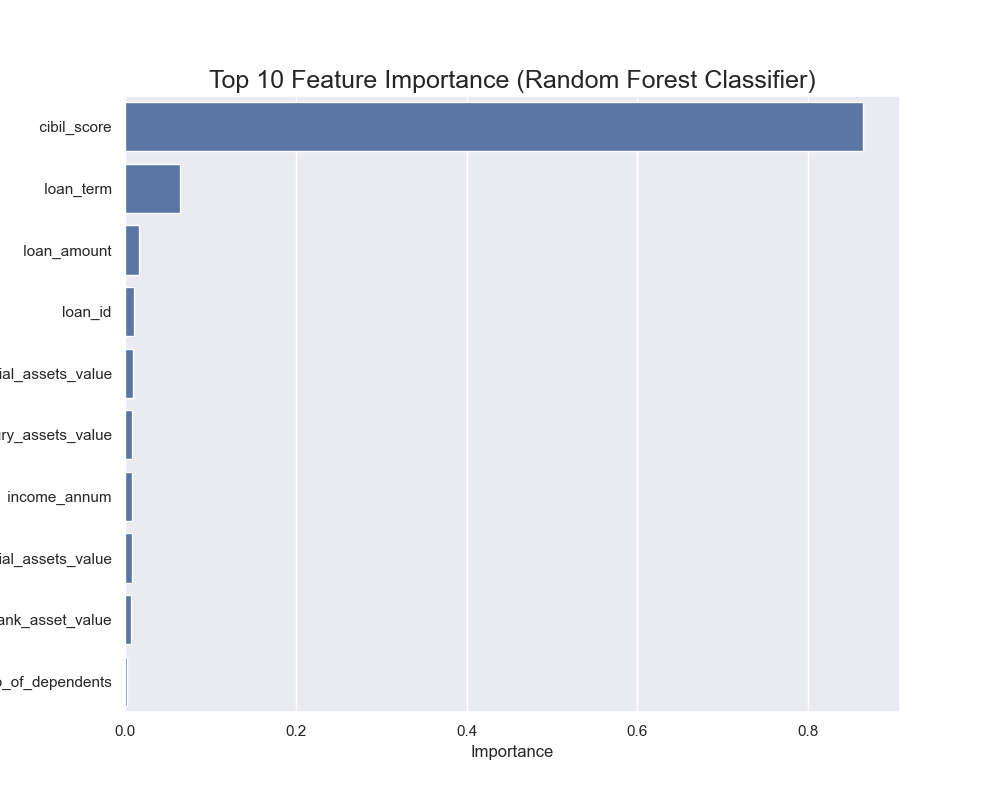 Top 10 Feature Importance (Random Forest Classifier)
cibil_score
loan_term
loan_amount
loan_id
ial_assets_value
ry_assets_value
income_annum
ial_assets_value
ank_asset_value
o_of_dependents
0.0 0.2 0.4 0.6 0.8
Importance